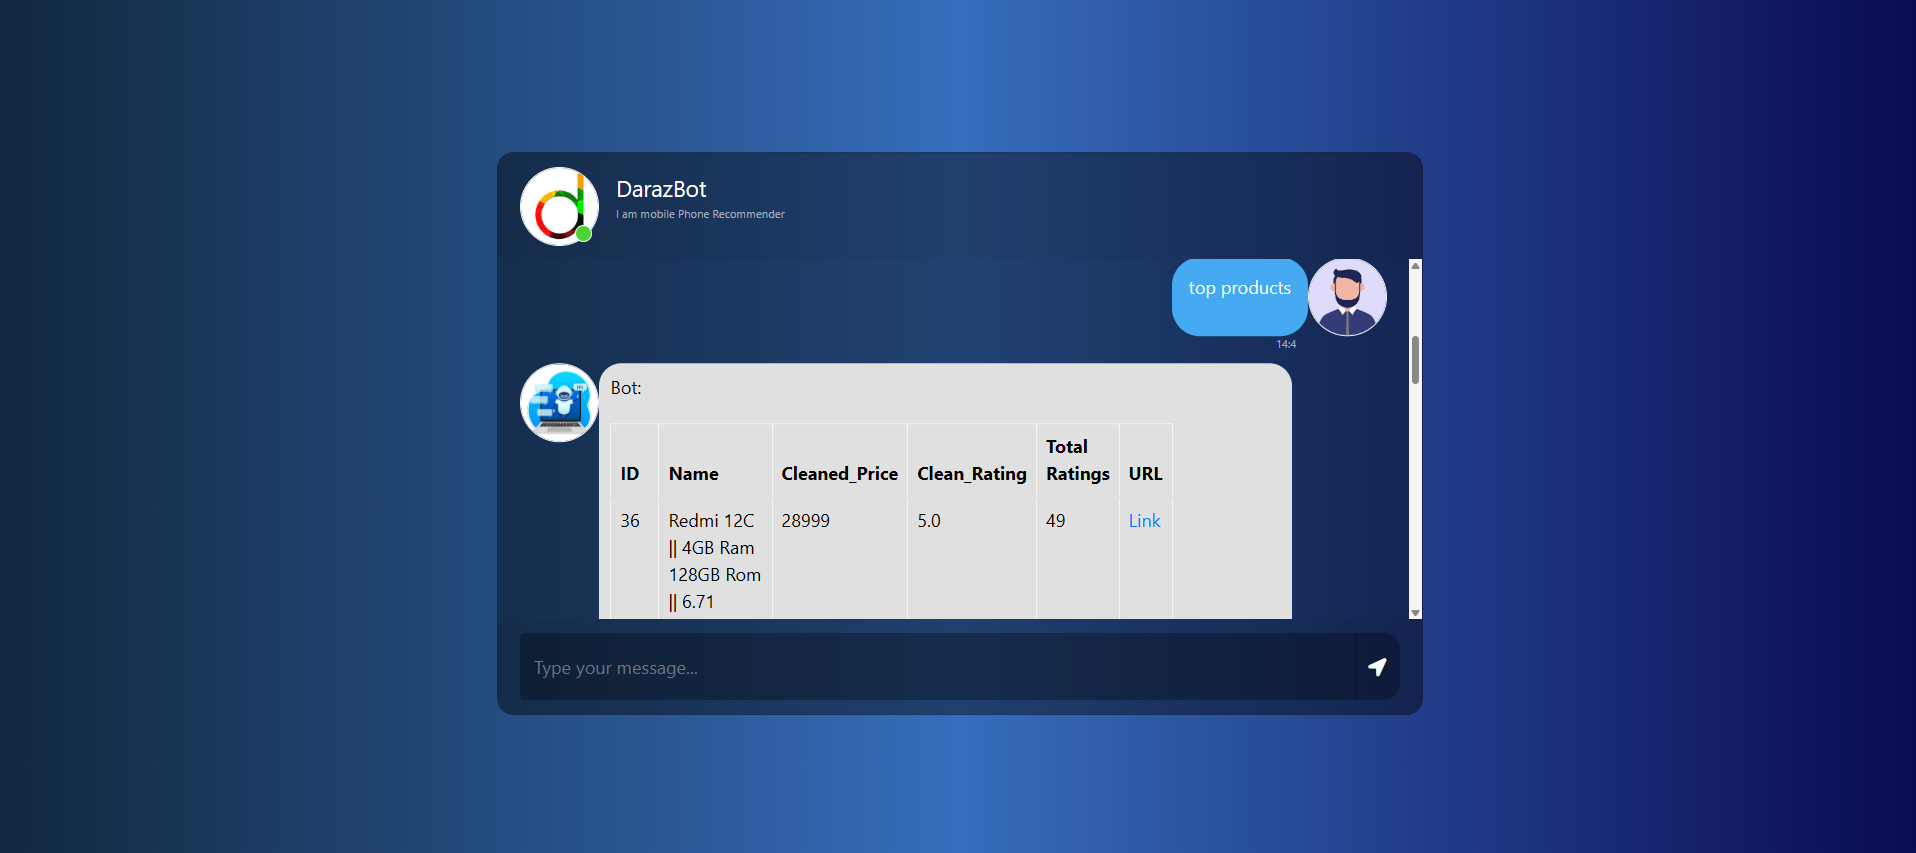 DarazBot
I am mobile Phone Recommender
top products
14:4
Bot:
Total
ID Name Cleaned_Price Clean_Rating Ratings URL
36 Redmi 12C 28999 5.0 49 Link
|| 4GB Ram
128GB Rom
|| 6.71
Type your message...